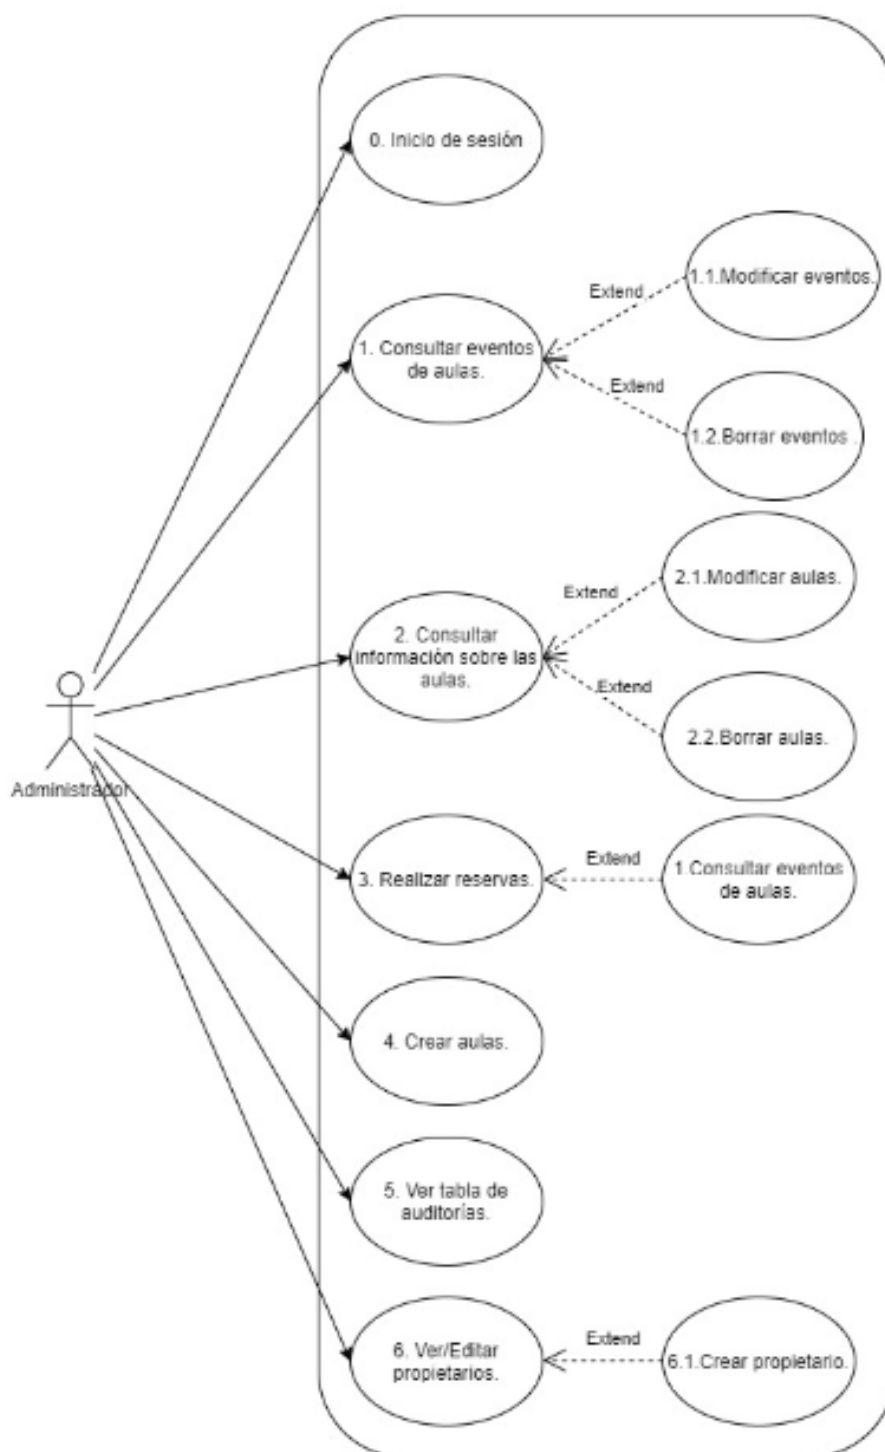 0. Inicio de sesión
1.1.Modificar eventos.
Extend
1. Consultar eventos
de aulas.
Extend
1.2.Borrar eventos .
2.1.Modificar aulas.
Extend
2. Consultar
información sobre las
aulas.
Extend
2.2.Borrar aulas.
Administrador
3. Realizar reservas.
Extend
1.Consultar eventos
de aulas.
4. Crear aulas.
5. Ver tabla de
auditorías.
6. Ver/Editar
propietarios.
Extend
6.1.Crear propietario.